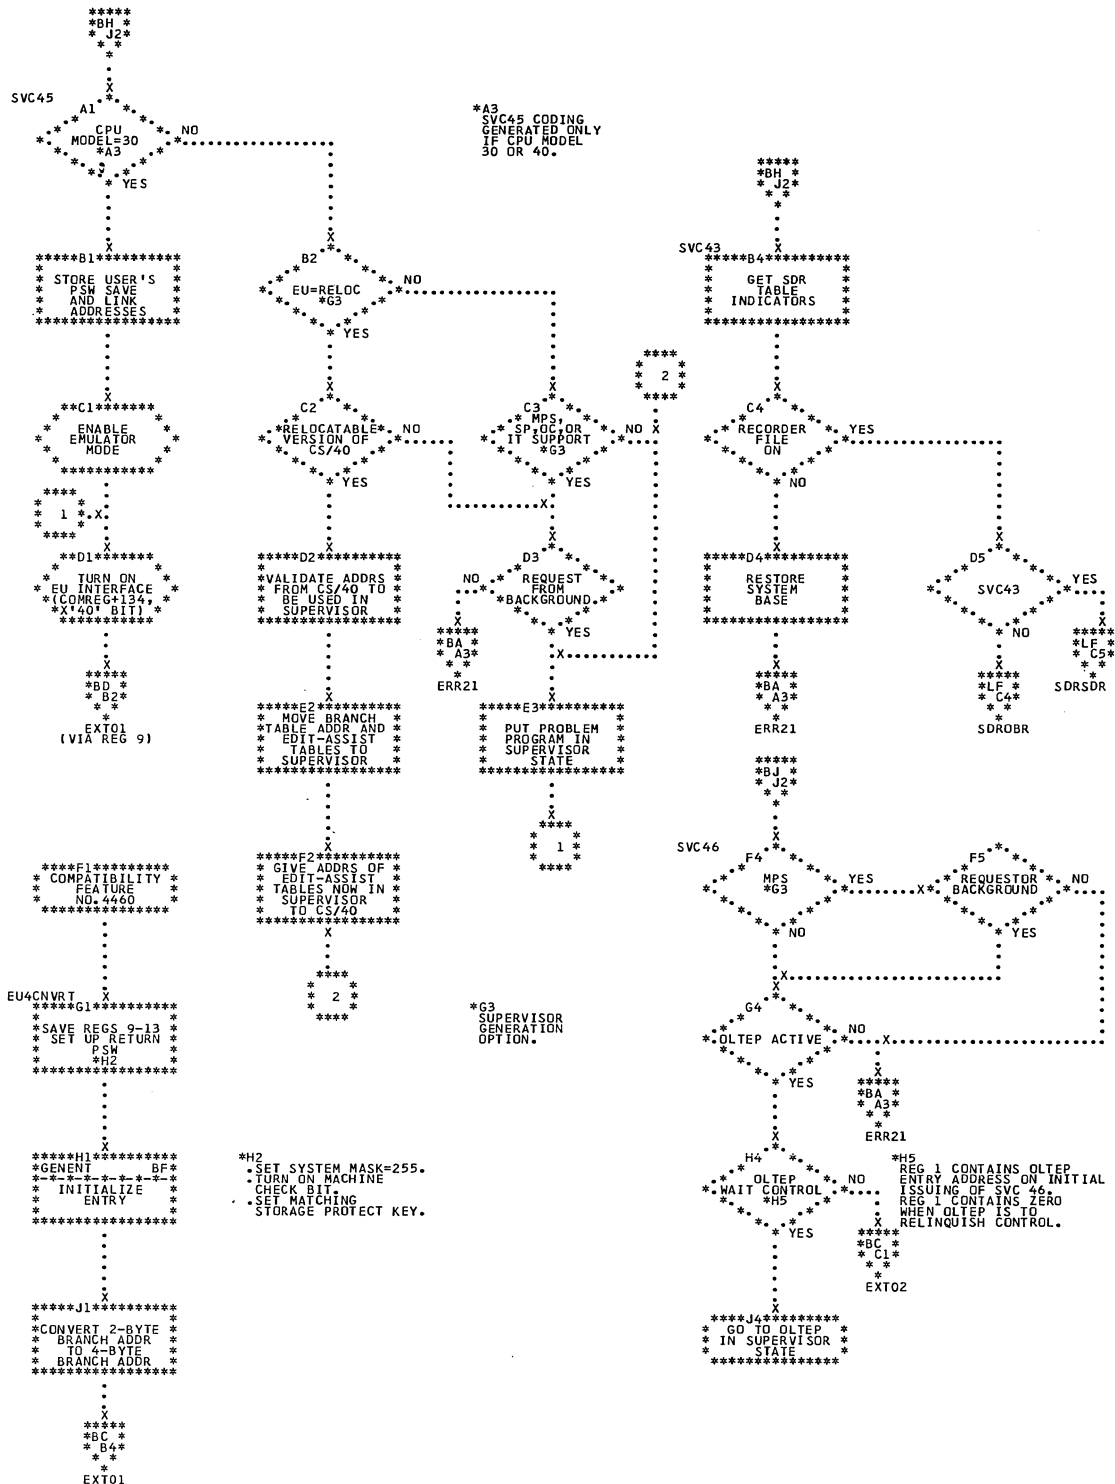 BH
J2
SVC45
A1
CPU
MODEL=30
*A3
NO
YES
*A3
SVC45 CODING
GENERATED ONLY
IF CPU MODEL
30 OR 40.
B1
STORE USER'S
PSW SAVE
AND LINK
ADDRESSES
B2
EU=RELOC
*G3
NO
YES
C1
ENABLE
EMULATOR
MODE
1
D1
TURN ON
EU INTERFACE
(COMREG+134,
X'40' BIT)
BD
B2
EXT01
(VIA REG 9)
C2
RELOCATABLE
VERSION OF
CS/40
NO
YES
D2
VALIDATE ADDRS
FROM CS/40 TO
BE USED IN
SUPERVISOR
E2
MOVE BRANCH
TABLE ADDR AND
EDIT-ASSIST
TABLES TO
SUPERVISOR
F2
GIVE ADDRS OF
EDIT-ASSIST
TABLES NOW IN
SUPERVISOR
TO CS/40
2
C3
MPS,
SP,OC,OR
IT SUPPORT
*G3
NO
YES
2
D3
REQUEST
FROM
BACKGROUND
NO
YES
BA
A3
ERR21
E3
PUT PROBLEM
PROGRAM IN
SUPERVISOR
STATE
1
BH
J2
SVC43
B4
GET SDR
TABLE
INDICATORS
C4
RECORDER
FILE
ON
YES
NO
D4
RESTORE
SYSTEM
BASE
BA
A3
ERR21
D5
SVC43
YES
NO
LF
C5
SDRSDR
LF
C4
SDROBR
F1
COMPATIBILITY
FEATURE
NO.4460
EU4CNVRT
G1
SAVE REGS 9-13
SET UP RETURN
PSW
*H2
H1
GENENT BF
INITIALIZE
ENTRY
*H2
.SET SYSTEM MASK=255.
.TURN ON MACHINE
CHECK BIT.
.SET MATCHING
STORAGE PROTECT KEY.
J1
CONVERT 2-BYTE
BRANCH ADDR
TO 4-BYTE
BRANCH ADDR
BC
B4
EXT01
*G3
SUPERVISOR
GENERATION
OPTION.
BJ
J2
SVC46
F4
MPS
*G3
YES
NO
F5
REQUESTOR
BACKGROUND
NO
YES
G4
OLTEP ACTIVE
NO
YES
BA
A3
ERR21
H4
OLTEP
WAIT CONTROL
*H5
NO
YES
*H5
REG 1 CONTAINS OLTEP
ENTRY ADDRESS ON INITIAL
ISSUING OF SVC 46.
REG 1 CONTAINS ZERO
WHEN OLTEP IS TO
RELINQUISH CONTROL.
BC
C1
EXT02
J4
GO TO OLTEP
IN SUPERVISOR
STATE